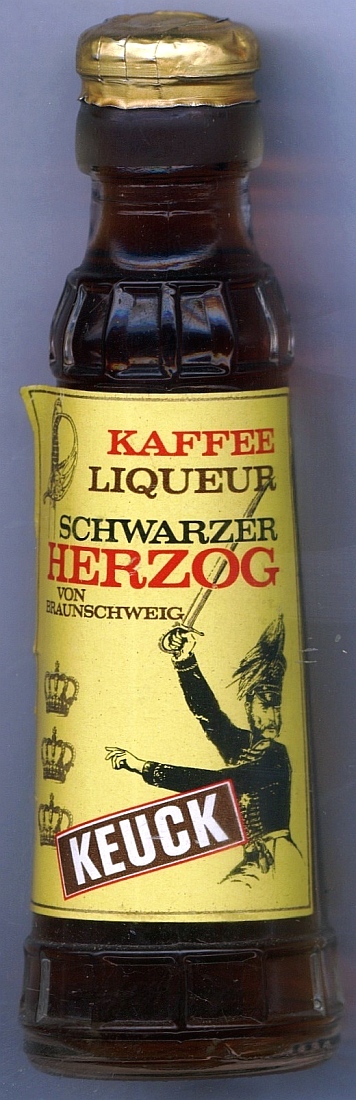 KAFFEE
LIQUEUR
SCHWARZER
HERZOG
VON
BRAUNSCHWEIG
KEUCK